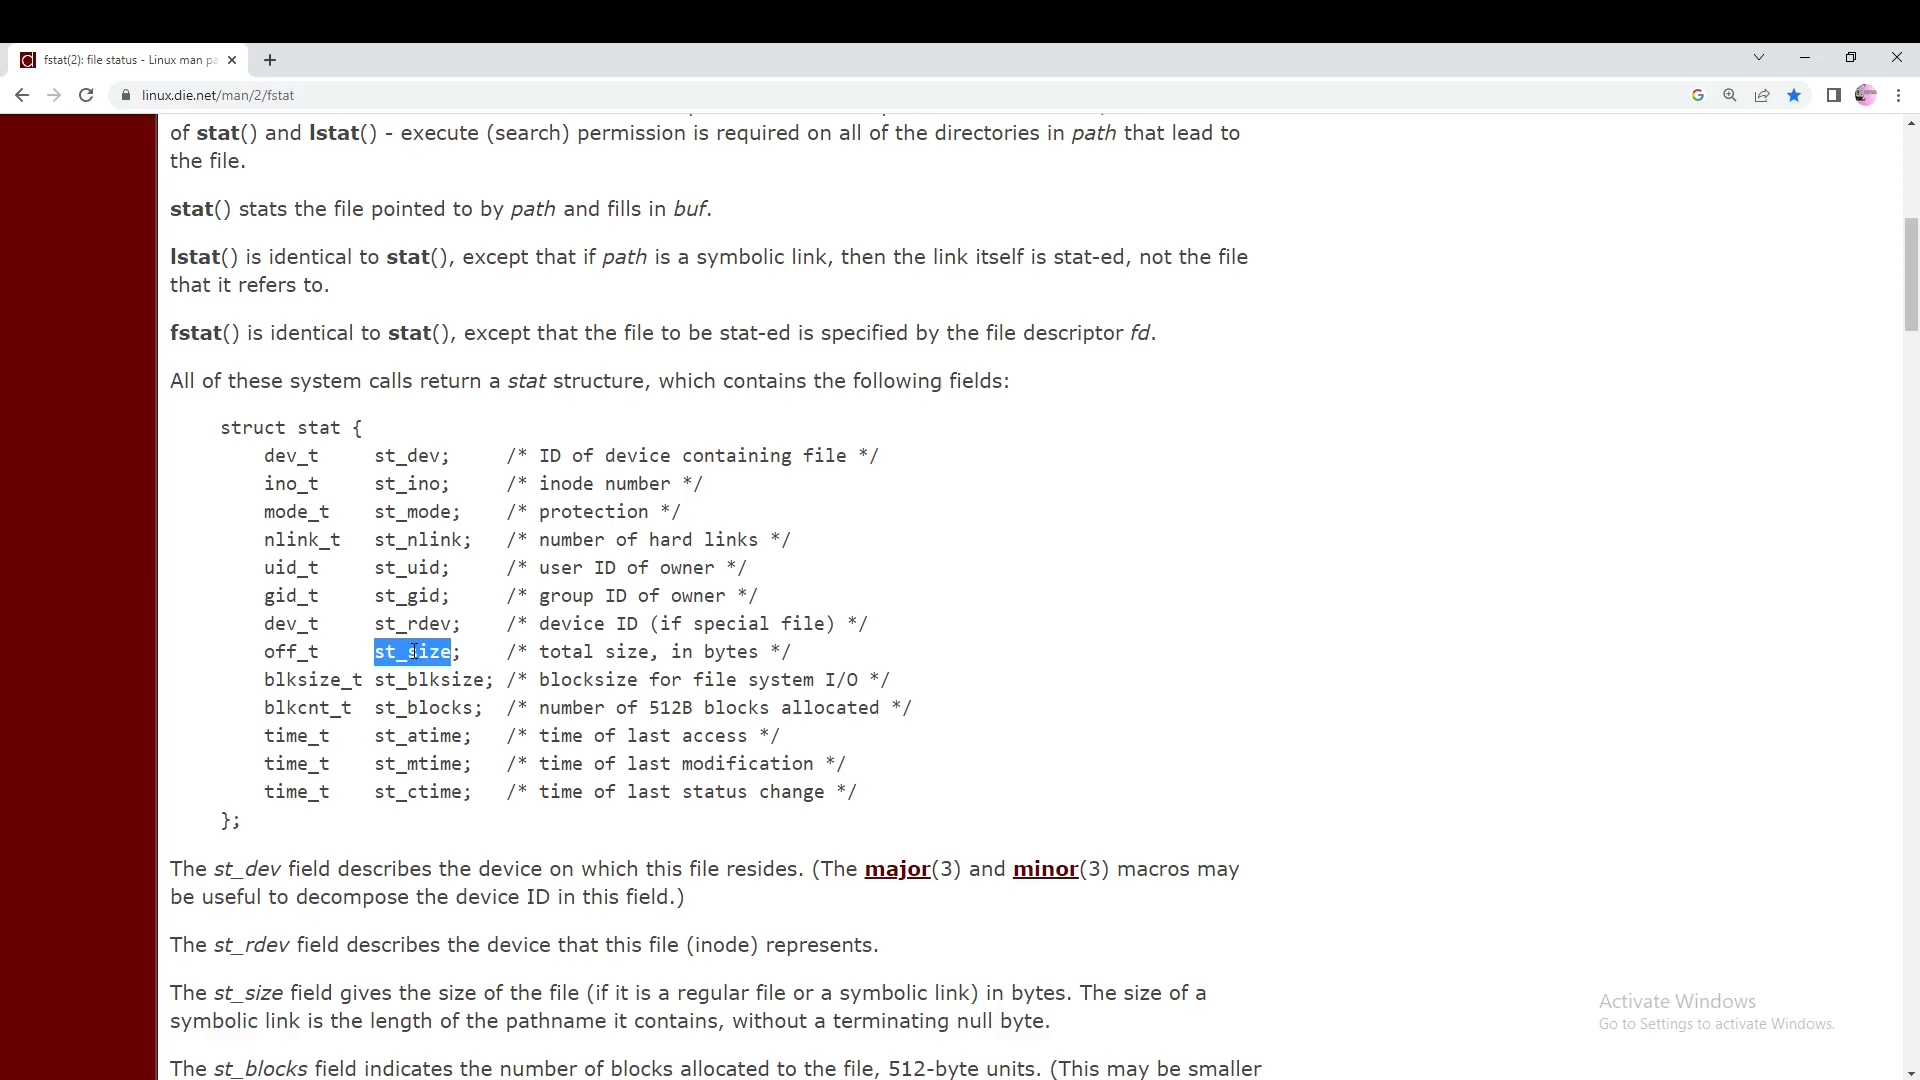 fstat(2): file status - Linux man pa
linux.die.net/man/2/fstat
of stat() and lstat() - execute (search) permission is required on all of the directories in path that lead to
the file.
stat() stats the file pointed to by path and fills in buf.
lstat() is identical to stat(), except that if path is a symbolic link, then the link itself is stat-ed, not the file
that it refers to.
fstat() is identical to stat(), except that the file to be stat-ed is specified by the file descriptor fd.
All of these system calls return a stat structure, which contains the following fields:
struct stat {
dev_t     st_dev;     /* ID of device containing file */
ino_t     st_ino;     /* inode number */
mode_t    st_mode;    /* protection */
nlink_t   st_nlink;   /* number of hard links */
uid_t     st_uid;     /* user ID of owner */
gid_t     st_gid;     /* group ID of owner */
dev_t     st_rdev;    /* device ID (if special file) */
off_t     st_size;    /* total size, in bytes */
blksize_t st_blksize; /* blocksize for file system I/O */
blkcnt_t  st_blocks;  /* number of 512B blocks allocated */
time_t    st_atime;   /* time of last access */
time_t    st_mtime;   /* time of last modification */
time_t    st_ctime;   /* time of last status change */
};
The st_dev field describes the device on which this file resides. (The major(3) and minor(3) macros may
be useful to decompose the device ID in this field.)
The st_rdev field describes the device that this file (inode) represents.
The st_size field gives the size of the file (if it is a regular file or a symbolic link) in bytes. The size of a
symbolic link is the length of the pathname it contains, without a terminating null byte.
The st_blocks field indicates the number of blocks allocated to the file, 512-byte units. (This may be smaller
Activate Windows
Go to Settings to activate Windows.